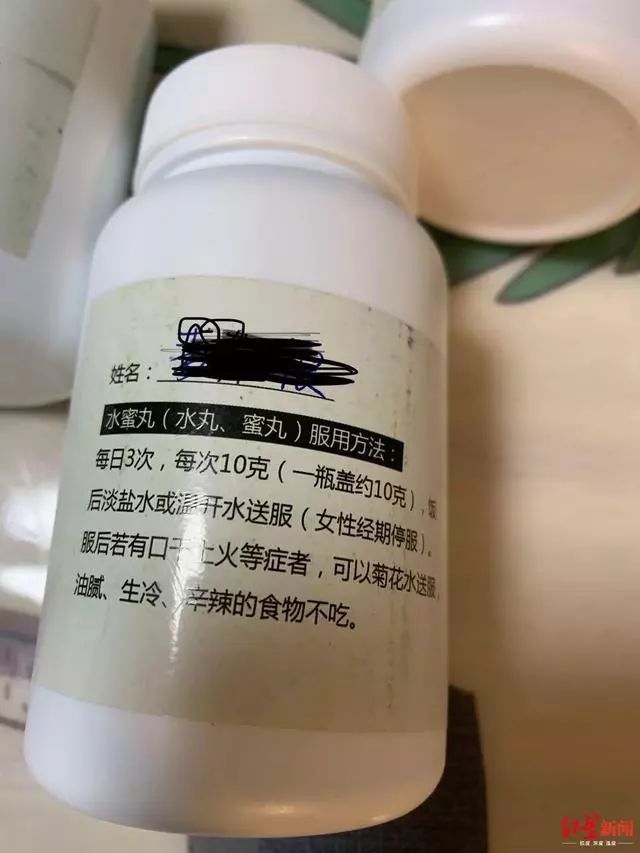 姓名：
水蜜丸（水丸、蜜丸）服用方法：
每日3次，每次10克（一瓶盖约10克），饭
后淡盐水或温开水送服（女性经期停服）。
服后若有口干上火等症者，可以菊花水送服，
油腻、生冷、辛辣的食物不吃。
红星新闻